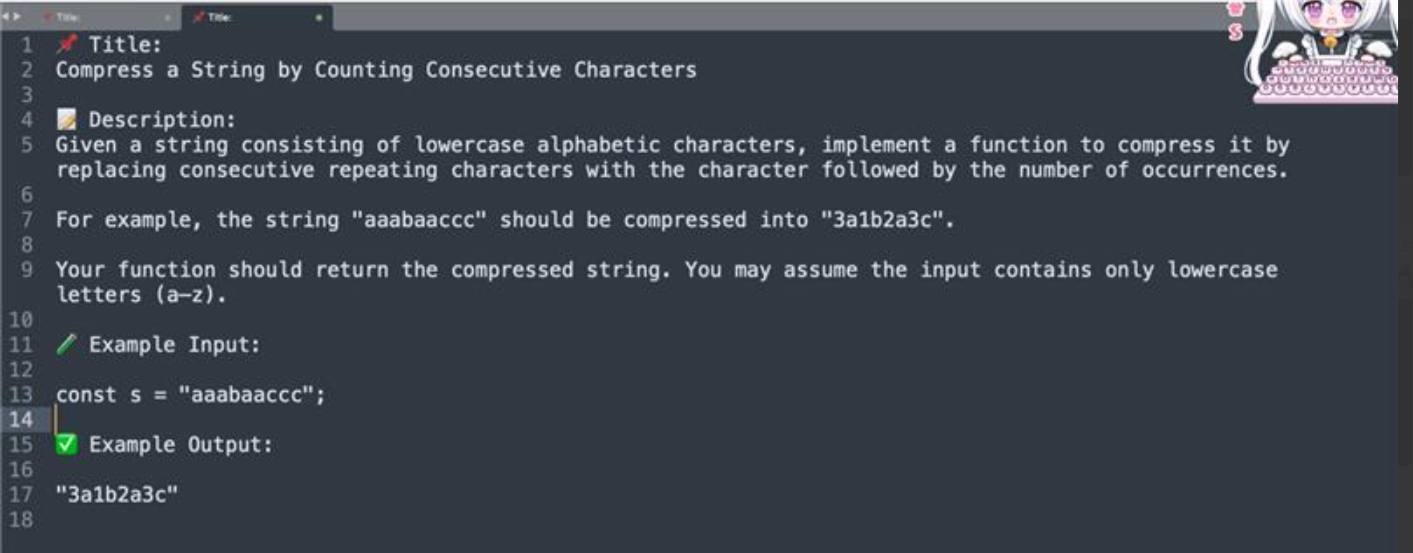 Title:
Title:
1 📌 Title:
2 Compress a String by Counting Consecutive Characters
3
4 📝 Description:
5 Given a string consisting of lowercase alphabetic characters, implement a function to compress it by
replacing consecutive repeating characters with the character followed by the number of occurrences.
6
7 For example, the string "aaabaaccc" should be compressed into "3a1b2a3c".
8
9 Your function should return the compressed string. You may assume the input contains only lowercase
letters (a–z).
10
11 🧪 Example Input:
12
13 const s = "aaabaaccc";
14
15 ✅ Example Output:
16
17 "3a1b2a3c"
18
S